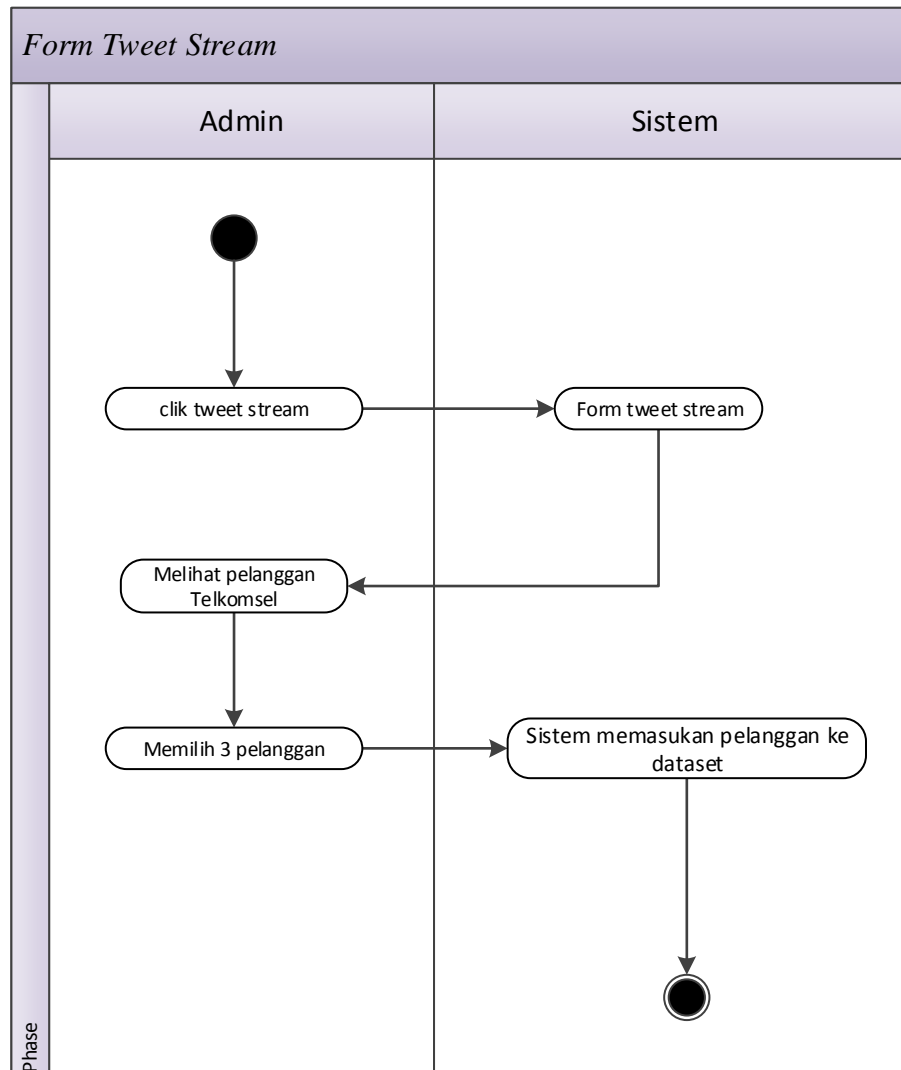 Form Tweet Stream
Admin
Sistem
clik tweet stream
Form tweet stream
Melihat pelanggan
Telkomsel
Memilih 3 pelanggan
Sistem memasukan pelanggan ke
dataset
Phase